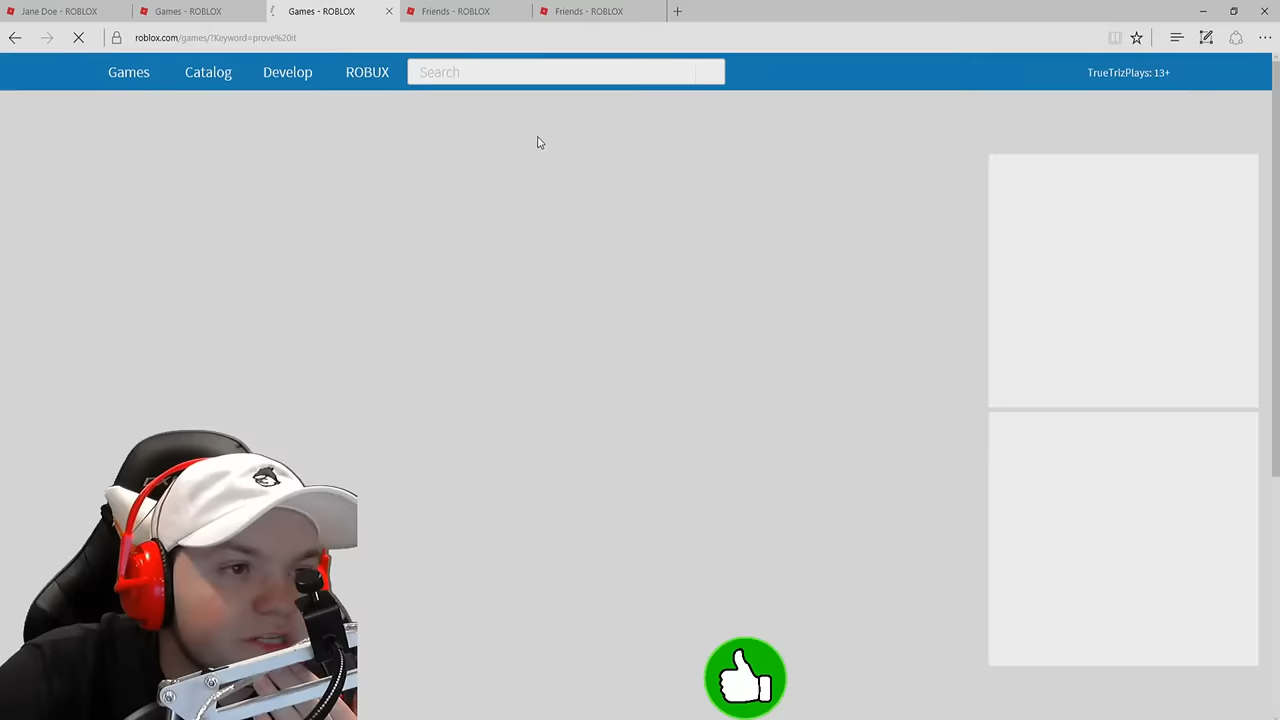 Jane Doe - ROBLOX
Games - ROBLOX
Games - ROBLOX
Friends - ROBLOX
Friends - ROBLOX
roblox.com/games/?Keyword=prove%20it
Games
Catalog
Develop
ROBUX
Search
TrueTrizPlays: 13+